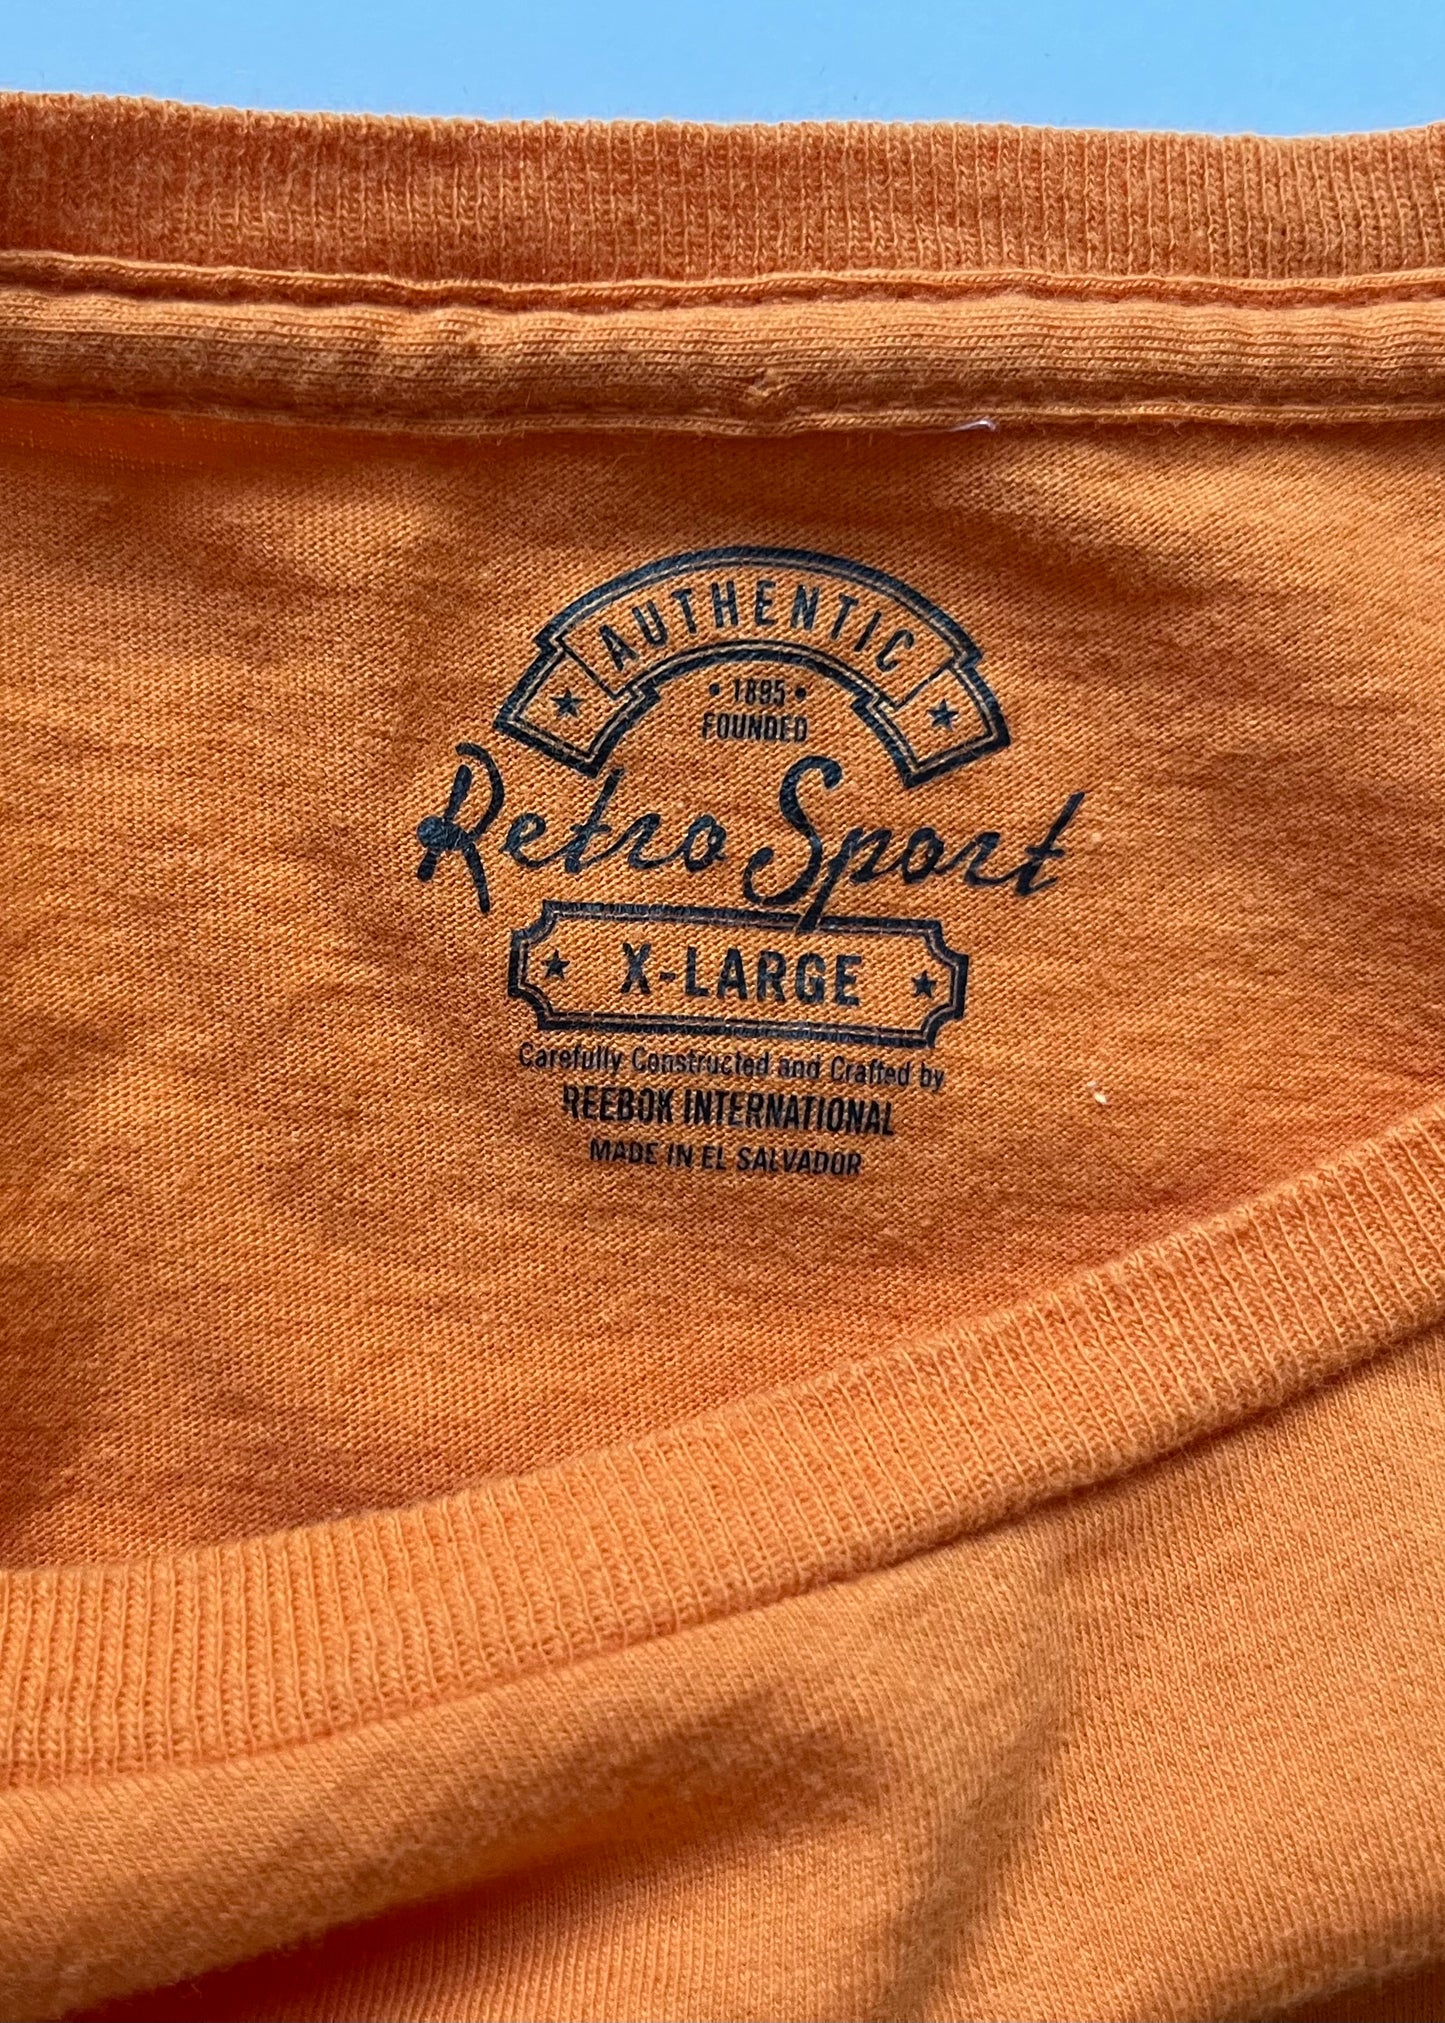 AUTHENTIC
• 1895 •
FOUNDED
Retro Sport
★ X-LARGE ★
Carefully Constructed and Crafted by
REEBOK INTERNATIONAL
MADE IN EL SALVADOR